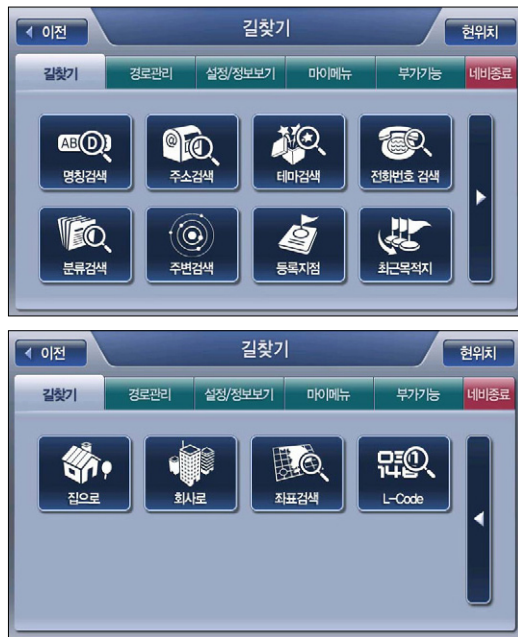 이전
길찾기
현위치
길찾기 경로관리 설정/정보보기 마이메뉴 부가기능 네비종료
AB D
@
명칭검색 주소검색 테마검색 전화번호 검색
분류검색 주변검색 등록지점 최근목적지
이전
길찾기
현위치
길찾기 경로관리 설정/정보보기 마이메뉴 부가기능 네비종료
1
집으로 회사로 좌표검색 L-Code